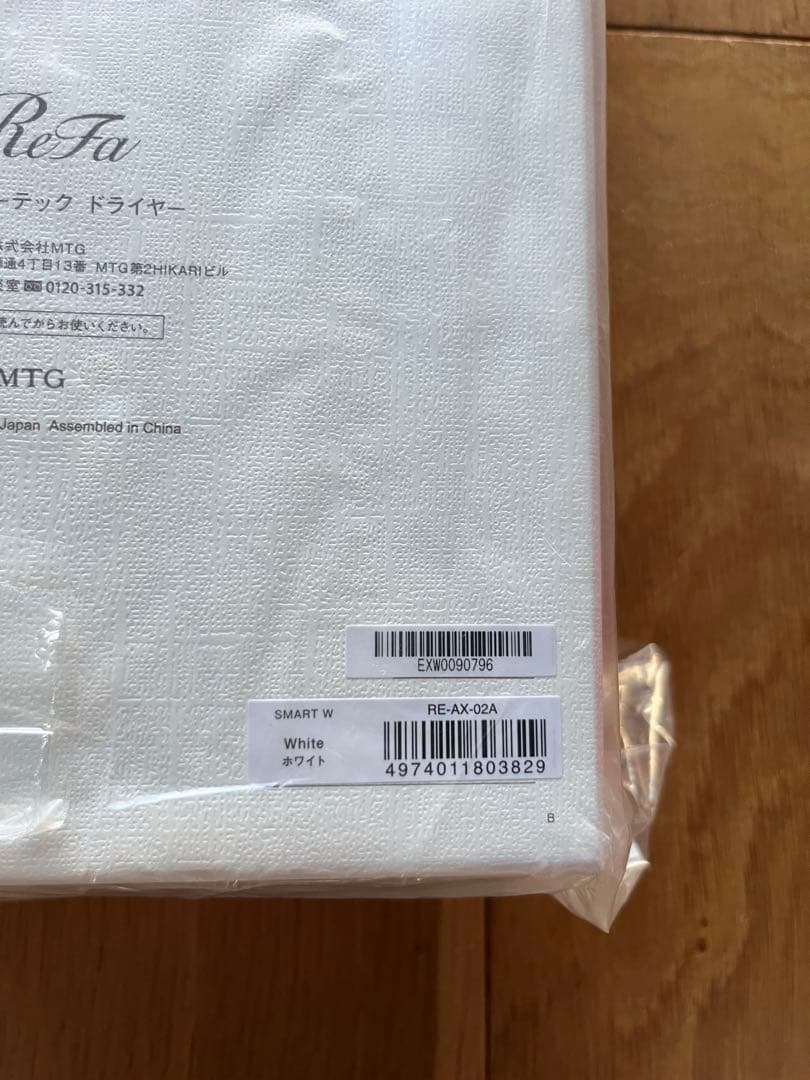 ReFa
ーテック ドライヤー
株式会社MTG
通4丁目13番 MTG第2HIKARIビル
室 0120-315-332
読んでからお使いください。
MTG
Japan Assembled in China
EXW0090796
SMART W
RE-AX-02A
White
ホワイト
4974011803829
B